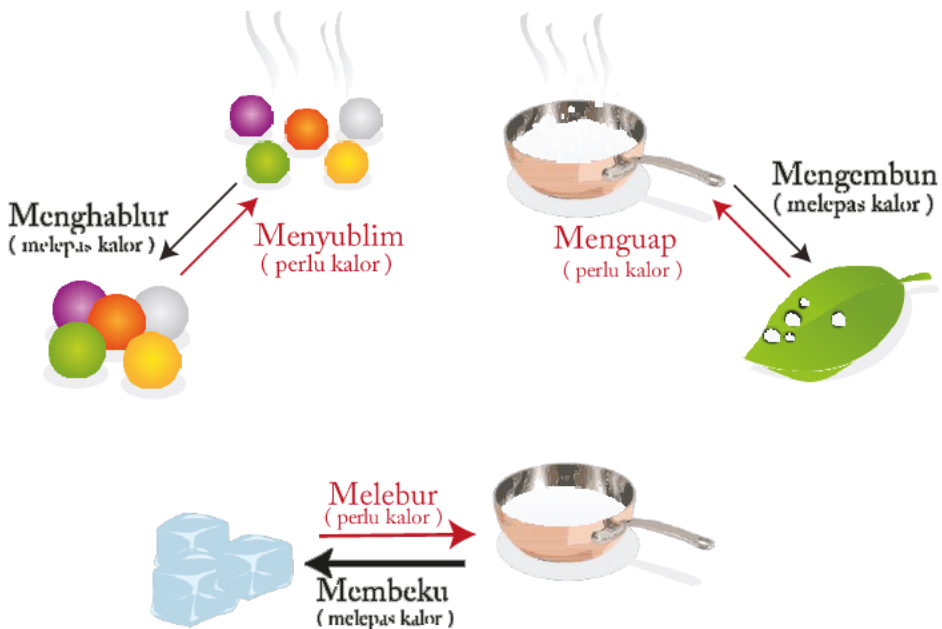 Menghablur
( melepas kalor )
Menyublim
( perlu kalor )
Menguap
( perlu kalor )
Mengembun
( melepas kalor )
Melebur
( perlu kalor )
Membeku
( melepas kalor )